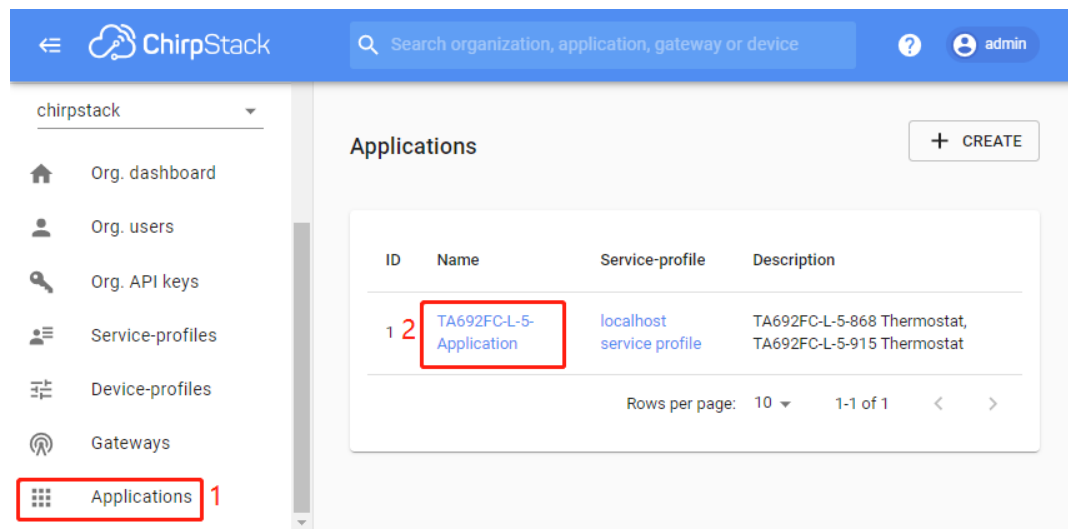 ChirpStack
Search organization, application, gateway or device
?
admin
chirpstack
Org. dashboard
Org. users
Org. API keys
Service-profiles
Device-profiles
Gateways
Applications 1
Applications
+ CREATE
ID Name Service-profile Description
1 2 TA692FC-L-5- localhost TA692FC-L-5-868 Thermostat,
Application service profile TA692FC-L-5-915 Thermostat
Rows per page: 10 1-1 of 1 < >